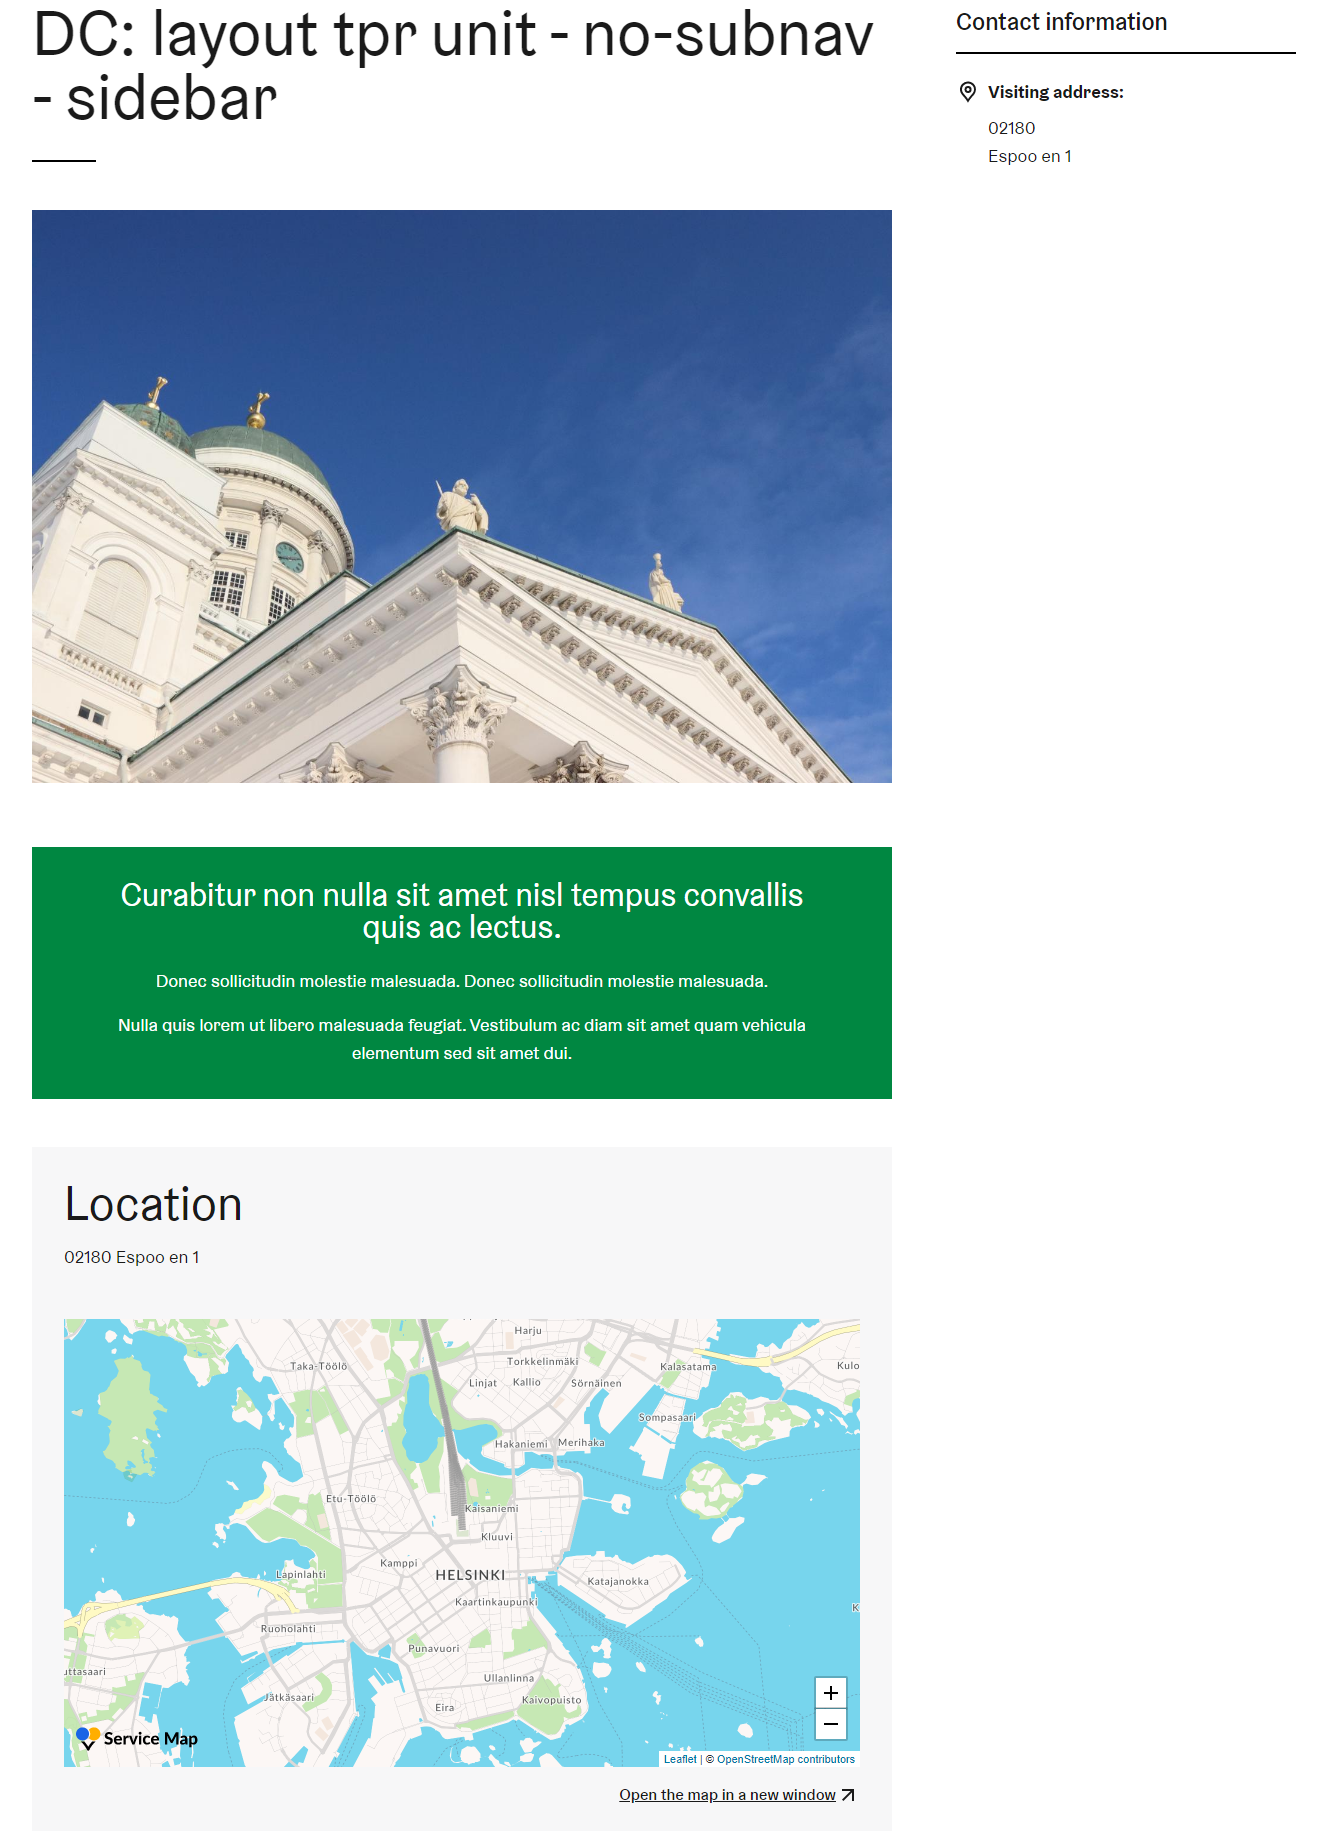 DC: layout tpr unit - no-subnav
- sidebar
Contact information
Visiting address:
02180
Espoo en 1
Curabitur non nulla sit amet nisl tempus convallis
quis ac lectus.
Donec sollicitudin molestie malesuada. Donec sollicitudin molestie malesuada.
Nulla quis lorem ut libero malesuada feugiat. Vestibulum ac diam sit amet quam vehicula
elementum sed sit amet dui.
Location
02180 Espoo en 1
Harju
Taka-Töölö
Torkkelinmäki
Kalasatama
Kulo
Linjat
Kallio
Sörnäinen
Sompasaari
Hakaniemi
Merihaka
Etu-Töölö
Kaisaniemi
Kluuvi
Kamppi
HELSINKI
Lapinlahti
Katajanokka
Kaartinkaupunki
K
Ruoholahti
Punavuori
uttasaari
Ullanlinna
Jätkäsaari
Kaivopuisto
Eira
+
−
Service Map
Leaflet | © OpenStreetMap contributors
Open the map in a new window